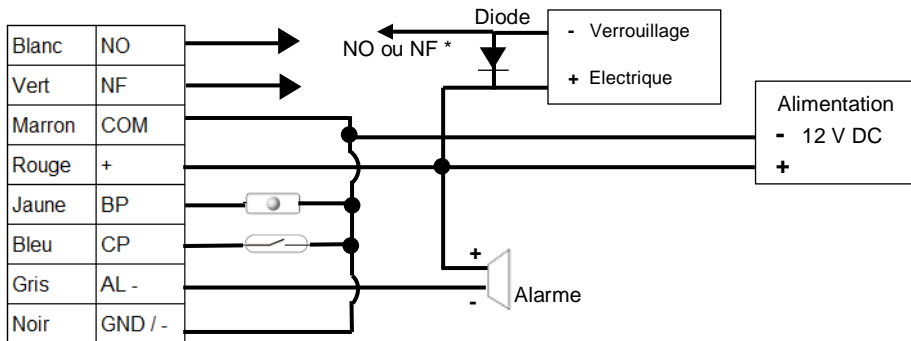 Blanc NO
Vert NF
Marron COM
Rouge +
Jaune BP
Bleu CP
Gris AL -
Noir GND / -
NO ou NF *
Diode
- Verrouillage
+ Electrique
Alimentation
- 12 V DC
+
+
-
Alarme